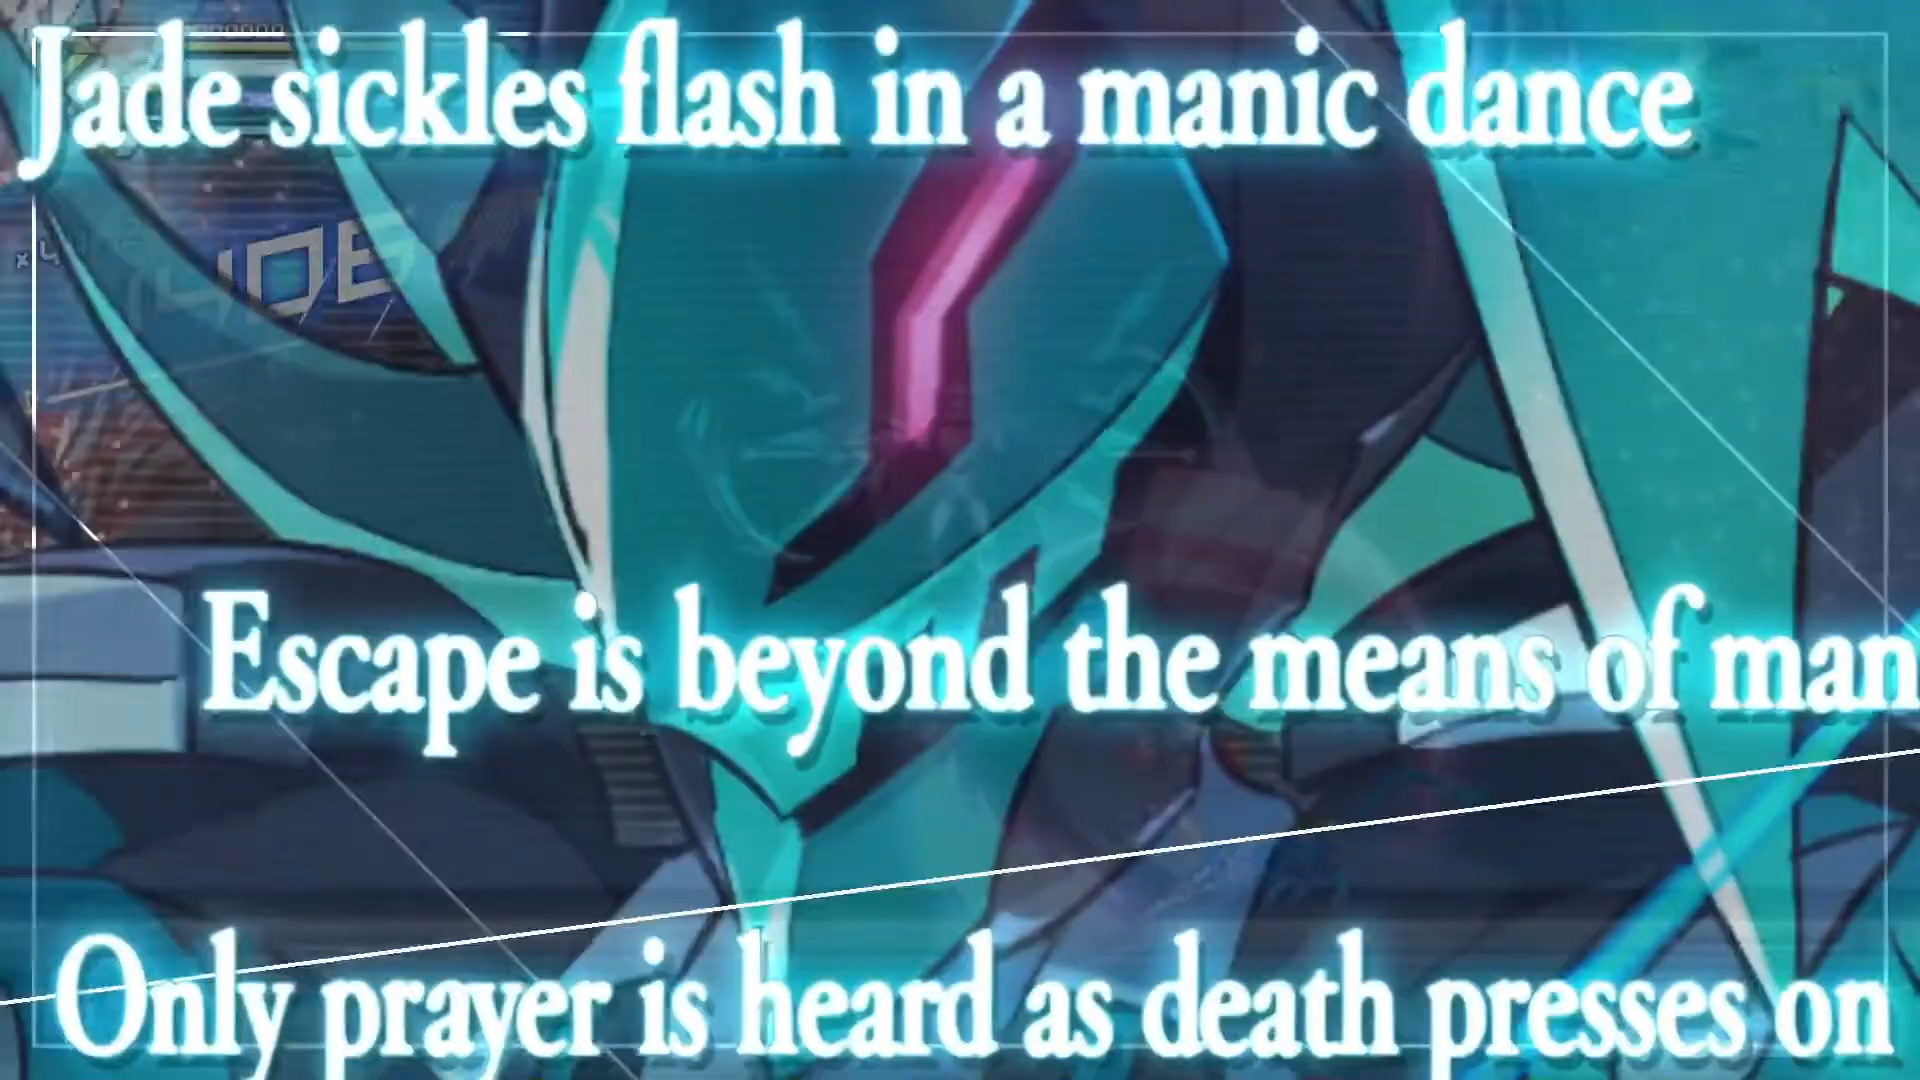 Jade sickles flash in a manic dance
Escape is beyond the means of man
Only prayer is heard as death presses on